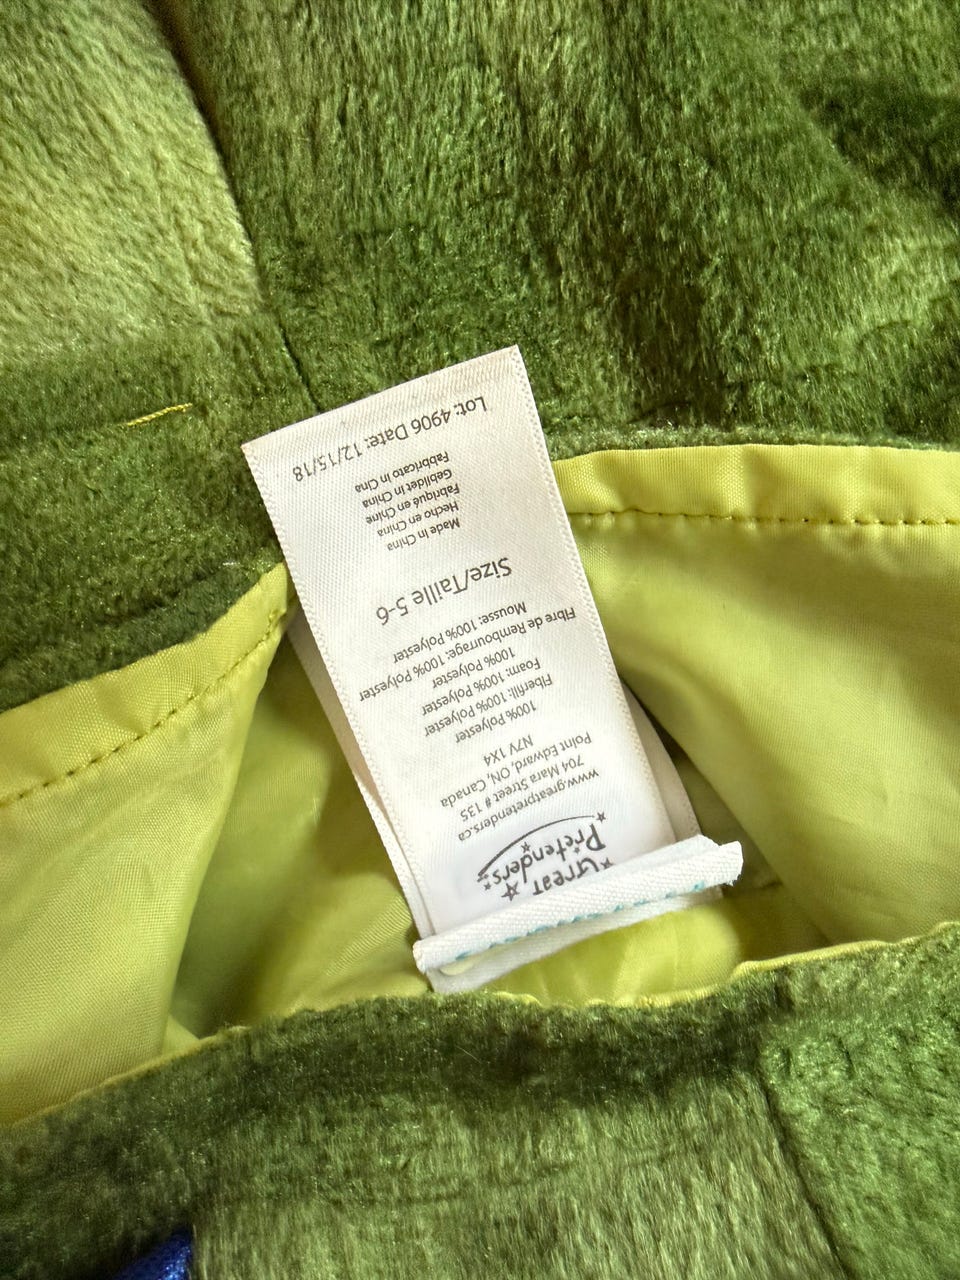 Great
Pretenders
www.greatpretenders.ca
704 Mara Street # 135
Point Edward, ON, Canada
N7V 1X4
100% Polyester
Fiberfill: 100% Polyester
Foam: 100% Polyester
100% Polyester
Fibre de Rembourrage: 100% Polyester
Mousse: 100% Polyester
Size/Taille 5-6
Made in China
Hecho en China
Fabriqué en Chine
Gebildet in China
Fabbricato in Cina
Lot: 4906 Date: 12/15/18